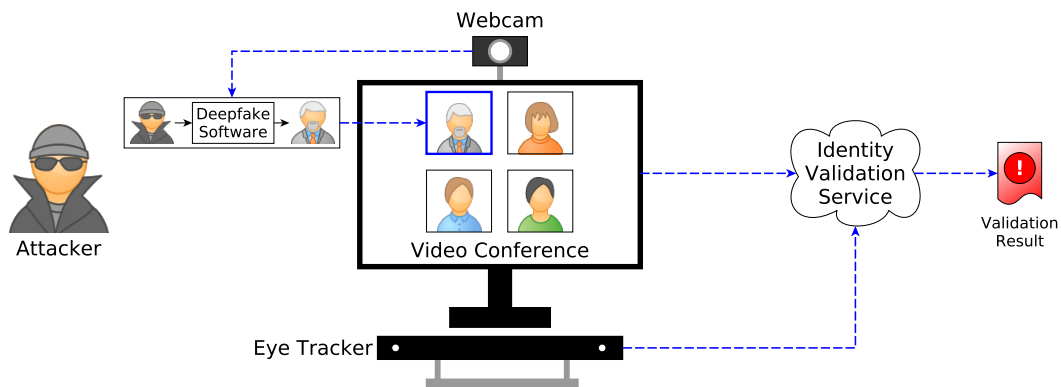 Webcam
Deepfake
Software
Attacker
Video Conference
Eye Tracker
Identity
Validation
Service
!
Validation
Result